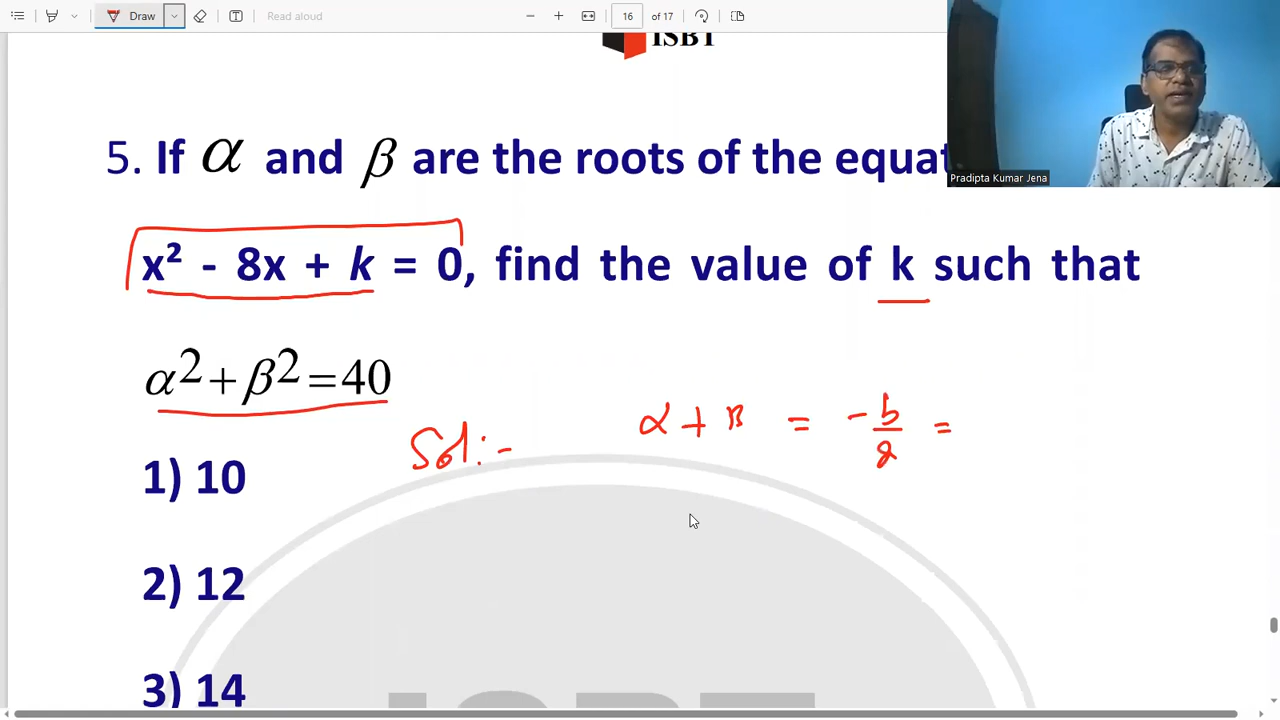 Draw
Read aloud
16 of 17
ISBT
5. If α and β are the roots of the equat
Pradipta Kumar Jena
x² - 8x + k = 0, find the value of k such that
α²+β²=40
Sol:- α + β = -b/a =
1) 10
2) 12
3) 14